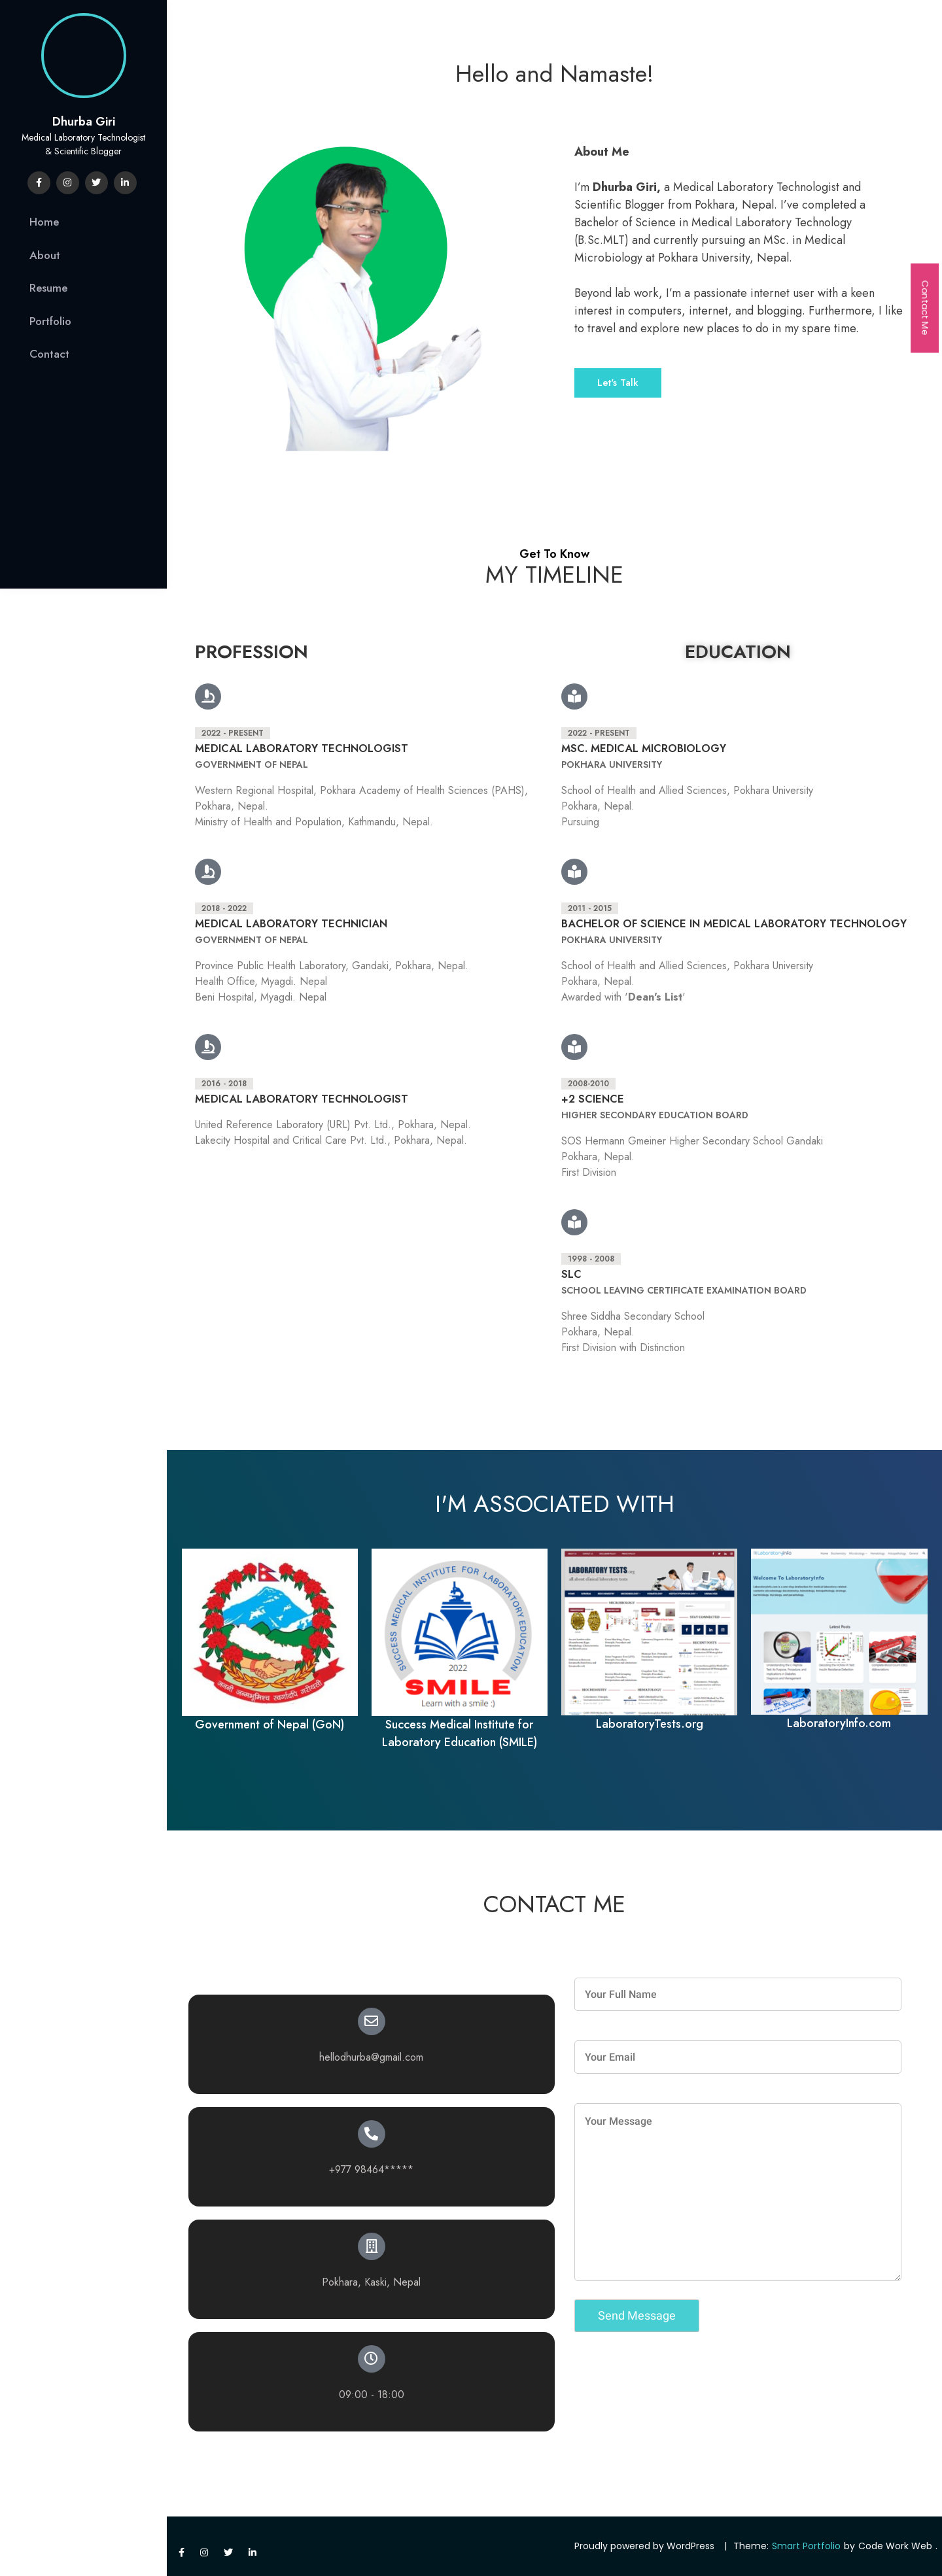 Dhurba Giri
Medical Laboratory Technologist
& Scientific Blogger
Home
About
Resume
Portfolio
Contact
Hello and Namaste!
About Me
I'm Dhurba Giri, a Medical Laboratory Technologist and
Scientific Blogger from Pokhara, Nepal. I've completed a
Bachelor of Science in Medical Laboratory Technology
(B.Sc.MLT) and currently pursuing an MSc. in Medical
Microbiology at Pokhara University, Nepal.
Beyond lab work, I'm a passionate internet user with a keen
interest in computers, internet, and blogging. Furthermore, I like
to travel and explore new places to do in my spare time.
Let's Talk
Contact Me
Get To Know
MY TIMELINE
PROFESSION
2022 - PRESENT
MEDICAL LABORATORY TECHNOLOGIST
GOVERNMENT OF NEPAL
Western Regional Hospital, Pokhara Academy of Health Sciences (PAHS),
Pokhara, Nepal.
Ministry of Health and Population, Kathmandu, Nepal.
2018 - 2022
MEDICAL LABORATORY TECHNICIAN
GOVERNMENT OF NEPAL
Province Public Health Laboratory, Gandaki, Pokhara, Nepal.
Health Office, Myagdi. Nepal
Beni Hospital, Myagdi. Nepal
2016 - 2018
MEDICAL LABORATORY TECHNOLOGIST
United Reference Laboratory (URL) Pvt. Ltd., Pokhara, Nepal.
Lakecity Hospital and Critical Care Pvt. Ltd., Pokhara, Nepal.
EDUCATION
2022 - PRESENT
MSC. MEDICAL MICROBIOLOGY
POKHARA UNIVERSITY
School of Health and Allied Sciences, Pokhara University
Pokhara, Nepal.
Pursuing
2011 - 2015
BACHELOR OF SCIENCE IN MEDICAL LABORATORY TECHNOLOGY
POKHARA UNIVERSITY
School of Health and Allied Sciences, Pokhara University
Pokhara, Nepal.
Awarded with 'Dean's List'
2008-2010
+2 SCIENCE
HIGHER SECONDARY EDUCATION BOARD
SOS Hermann Gmeiner Higher Secondary School Gandaki
Pokhara, Nepal.
First Division
1998 - 2008
SLC
SCHOOL LEAVING CERTIFICATE EXAMINATION BOARD
Shree Siddha Secondary School
Pokhara, Nepal.
First Division with Distinction
I'M ASSOCIATED WITH
Government of Nepal (GoN)
SUCCESS MEDICAL INSTITUTE FOR LABORATORY EDUCATION
2022
SMILE
Learn with a smile :)
Success Medical Institute for
Laboratory Education (SMILE)
LABORATORY TESTS
LaboratoryTests.org
Welcome To LaboratoryInfo
Latest Posts
LaboratoryInfo.com
CONTACT ME
hellodhurba@gmail.com
+977 98464*****
Pokhara, Kaski, Nepal
09:00 - 18:00
Your Full Name
Your Email
Your Message
Send Message
Proudly powered by WordPress | Theme: Smart Portfolio by Code Work Web .